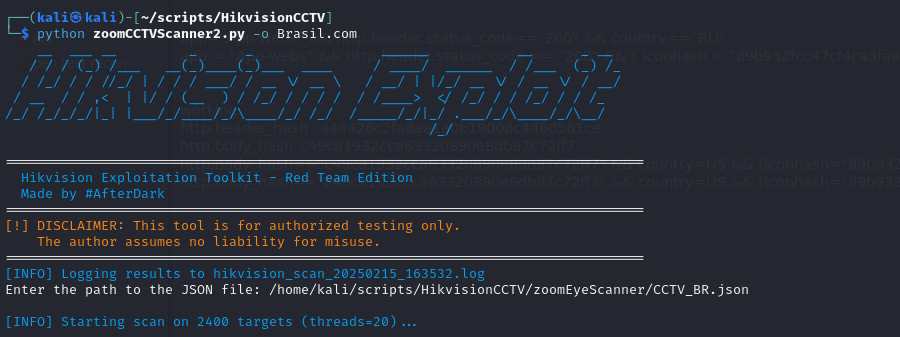 ┌──(kali㉿kali)-[~/scripts/HikvisionCCTV]
└─$ python zoomCCTVScanner2.py -o Brasil.com
Hikvision Exploit
Hikvision Exploitation Toolkit - Red Team Edition
Made by #AfterDark
[!] DISCLAIMER: This tool is for authorized testing only.
The author assumes no liability for misuse.
[INFO] Logging results to hikvision_scan_20250215_163532.log
Enter the path to the JSON file: /home/kali/scripts/HikvisionCCTV/zoomEyeScanner/CCTV_BR.json
[INFO] Starting scan on 2400 targets (threads=20)...